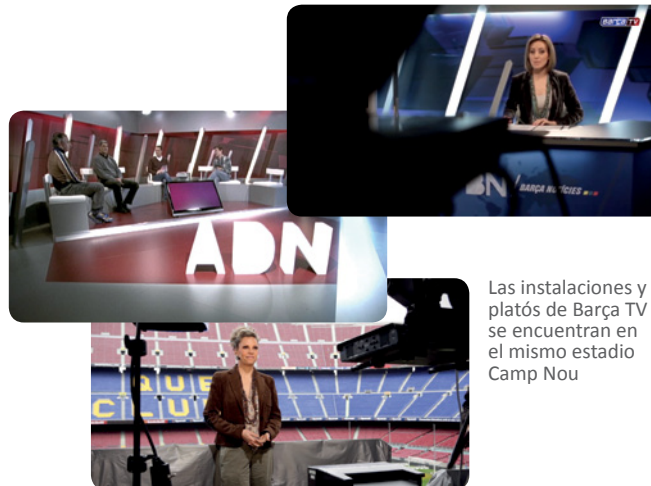 Barça TV
BN / BARÇA NOTÍCIES
ADN
Las instalaciones y
platós de Barça TV
se encuentran en
el mismo estadio
Camp Nou
QUE
CLU